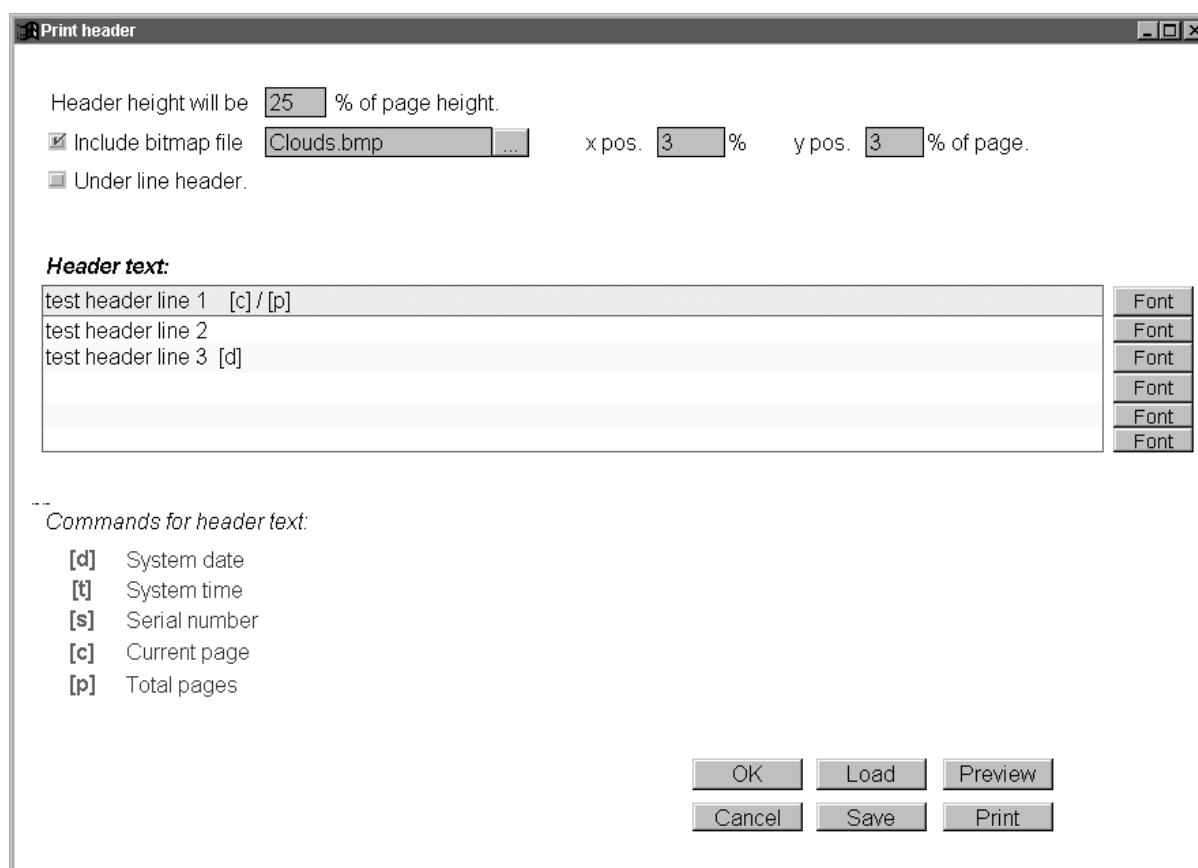 Print header
Header height will be 25 % of page height.
Include bitmap file Clouds.bmp ... x pos. 3 % y pos. 3 % of page.
Under line header.
Header text:
test header line 1 [c] / [p] Font
test header line 2 Font
test header line 3 [d] Font
Font
Font
Font
Commands for header text:
[d] System date
[t] System time
[s] Serial number
[c] Current page
[p] Total pages
OK Load Preview
Cancel Save Print